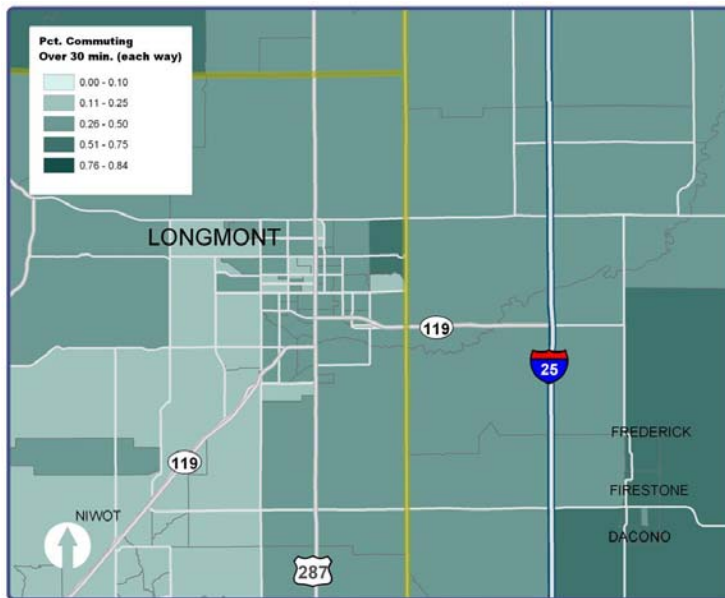 Pct. Commuting
Over 30 min. (each way)
0.00 - 0.10
0.11 - 0.25
0.26 - 0.50
0.51 - 0.75
0.76 - 0.84
LONGMONT
119
25
FREDERICK
119
FIRESTONE
NIWOT
DACONO
287